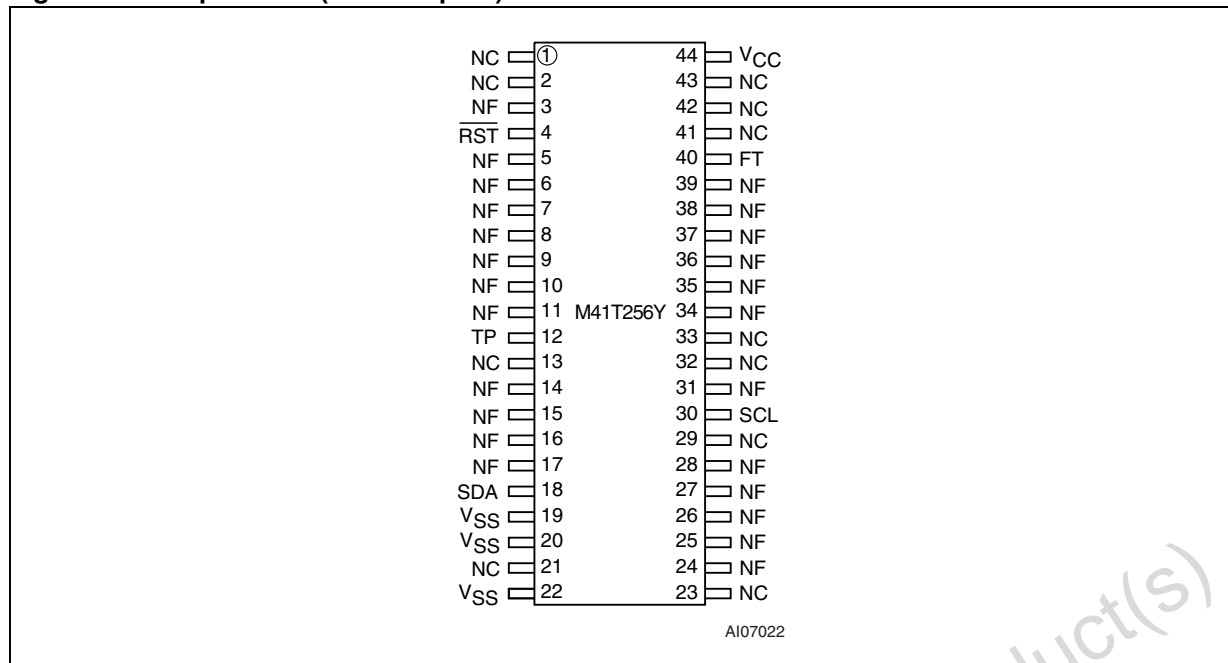 NC 1 44 VCC
NC 2 43 NC
NF 3 42 NC
RST 4 41 NC
NF 5 40 FT
NF 6 39 NF
NF 7 38 NF
NF 8 37 NF
NF 9 36 NF
NF 10 35 NF
NF 11 M41T256Y 34 NF
TP 12 33 NC
NC 13 32 NC
NF 14 31 NF
NF 15 30 SCL
NF 16 29 NC
NF 17 28 NF
SDA 18 27 NF
VSS 19 26 NF
VSS 20 25 NF
NC 21 24 NF
VSS 22 23 NC
AI07022